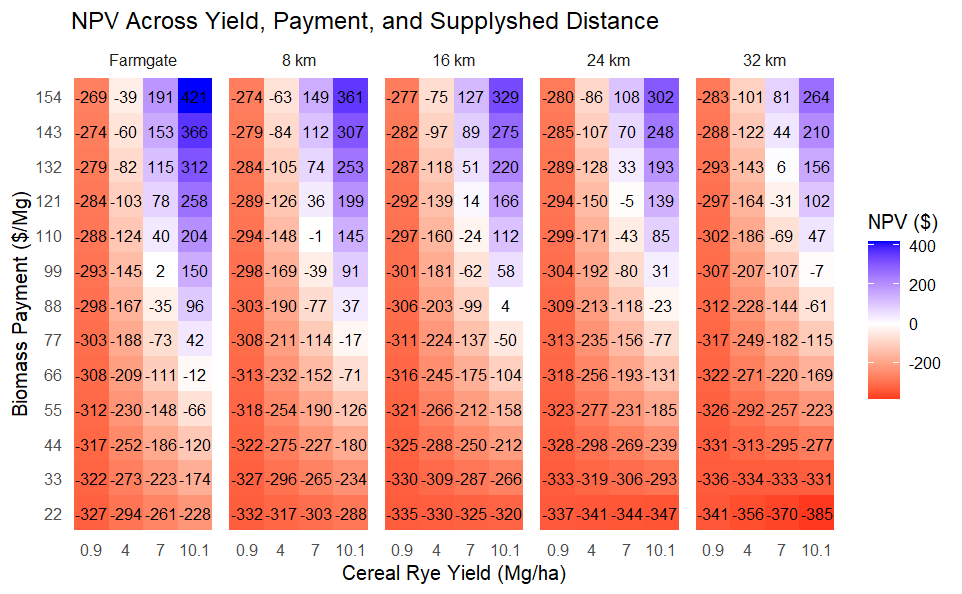 NPV Across Yield, Payment, and Supplyshed Distance
Farmgate 8 km 16 km 24 km 32 km
154 -269 -39 191 421 -274 -63 149 361 -277 -75 127 329 -280 -86 108 302 -283 -101 81 264
143 -274 -60 153 366 -279 -84 112 307 -282 -97 89 275 -285 -107 70 248 -288 -122 44 210
132 -279 -82 115 312 -284 -105 74 253 -287 -118 51 220 -289 -128 33 193 -293 -143 6 156
121 -284 -103 78 258 -289 -126 36 199 -292 -139 14 166 -294 -150 -5 139 -297 -164 -31 102
110 -288 -124 40 204 -294 -148 -1 145 -297 -160 -24 112 -299 -171 -43 85 -302 -186 -69 47
99 -293 -145 2 150 -298 -169 -39 91 -301 -181 -62 58 -304 -192 -80 31 -307 -207 -107 -7
88 -298 -167 -35 96 -303 -190 -77 37 -306 -203 -99 4 -309 -213 -118 -23 -312 -228 -144 -61
77 -303 -188 -73 42 -308 -211 -114 -17 -311 -224 -137 -50 -313 -235 -156 -77 -317 -249 -182 -115
66 -308 -209 -111 -12 -313 -232 -152 -71 -316 -245 -175 -104 -318 -256 -193 -131 -322 -271 -220 -169
55 -312 -230 -148 -66 -318 -254 -190 -126 -321 -266 -212 -158 -323 -277 -231 -185 -326 -292 -257 -223
44 -317 -252 -186 -120 -322 -275 -227 -180 -325 -288 -250 -212 -328 -298 -269 -239 -331 -313 -295 -277
33 -322 -273 -223 -174 -327 -296 -265 -234 -330 -309 -287 -266 -333 -319 -306 -293 -336 -334 -333 -331
22 -327 -294 -261 -228 -332 -317 -303 -288 -335 -330 -325 -320 -337 -341 -344 -347 -341 -356 -370 -385
0.9 4 7 10.1 0.9 4 7 10.1 0.9 4 7 10.1 0.9 4 7 10.1 0.9 4 7 10.1
Cereal Rye Yield (Mg/ha)
Biomass Payment ($/Mg)
NPV ($)
400
200
0
-200